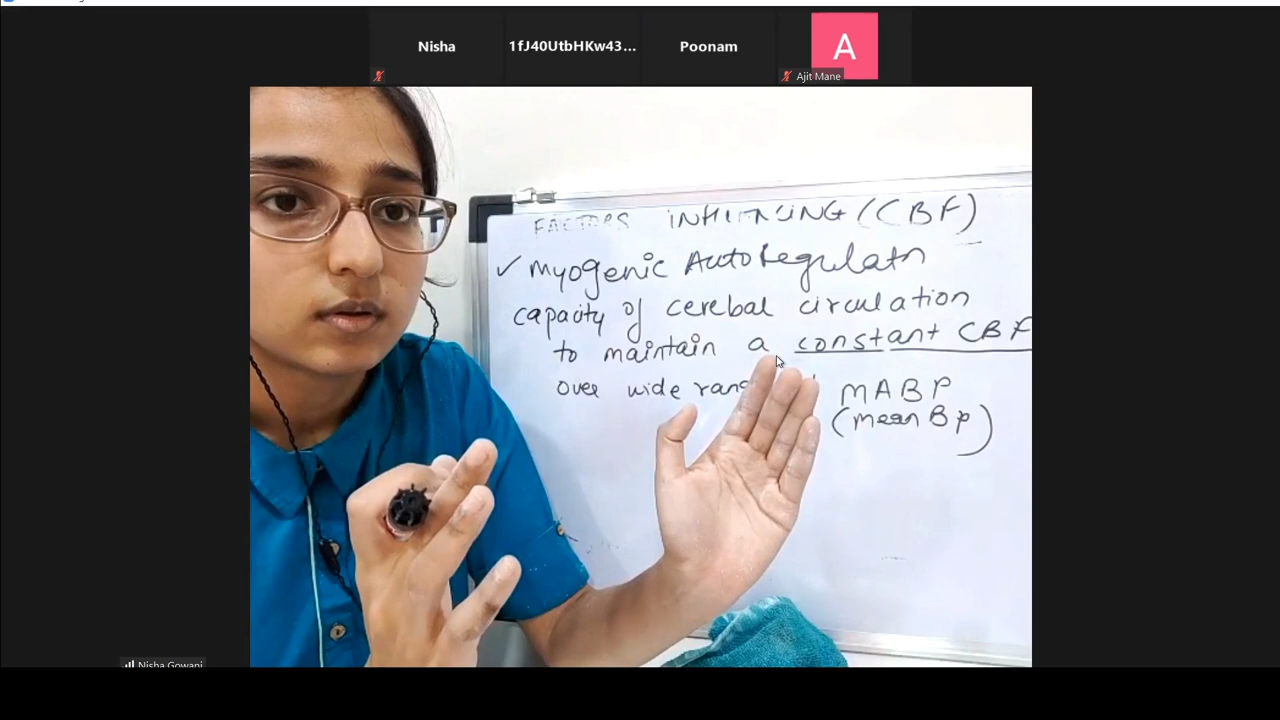 Nisha
1fJ40UtbHKw43...
Poonam
A
Ajit Mane
FACTORS INFLUENCING (CBF)
✓ Myogenic AutoRegulatn
capacity of cerebal circulation
to maintain a constant CBF
over wide MABP
(mean Bp)
Nisha Gowani